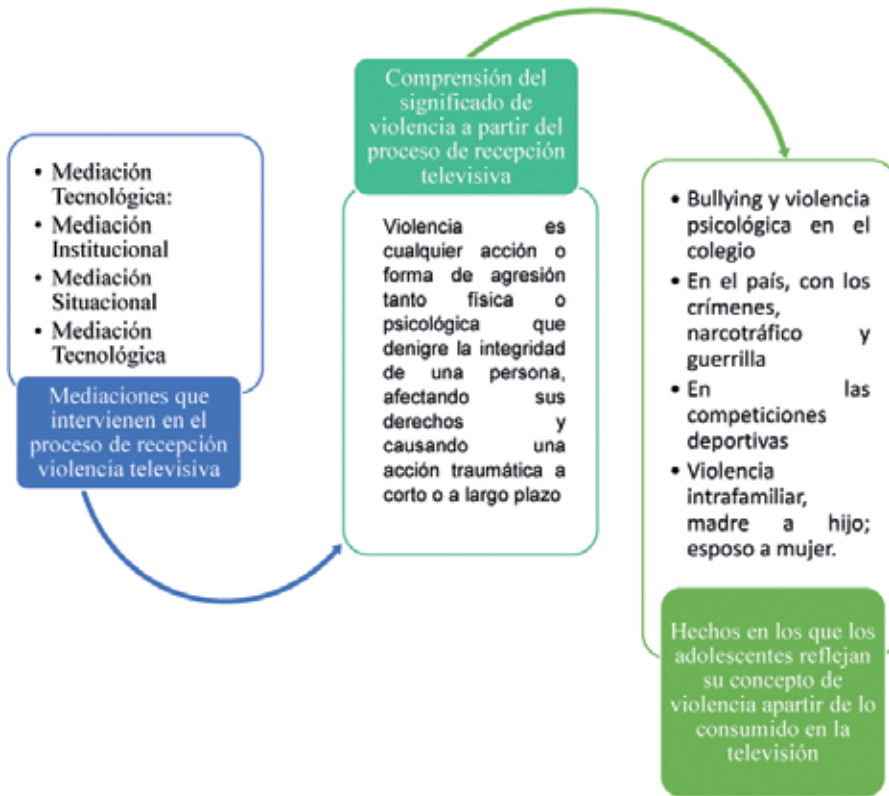 • Mediación
Tecnológica:
• Mediación
Institucional
• Mediación
Situacional
• Mediación
Tecnológica
Mediaciones que
intervienen en el
proceso de recepción
violencia televisiva
Comprensión del
significado de
violencia a partir del
proceso de recepción
televisiva
Violencia es
cualquier acción o
forma de agresión
tanto física o
psicológica que
denigre la integridad
de una persona,
afectando sus
derechos y
causando una
acción traumática a
corto o a largo plazo
• Bullying y violencia
psicológica en el
colegio
• En el país, con los
crímenes,
narcotráfico y
guerrilla
• En las
competiciones
deportivas
• Violencia
intrafamiliar,
madre a hijo;
esposo a mujer.
Hechos en los que los
adolescentes reflejan
su concepto de
violencia apartir de lo
consumido en la
televisión